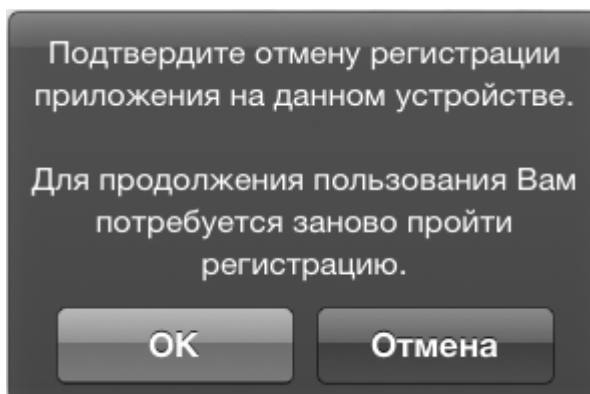 Подтвердите отмену регистрации
приложения на данном устройстве.
Для продолжения пользования Вам
потребуется заново пройти
регистрацию.
OK
Отмена